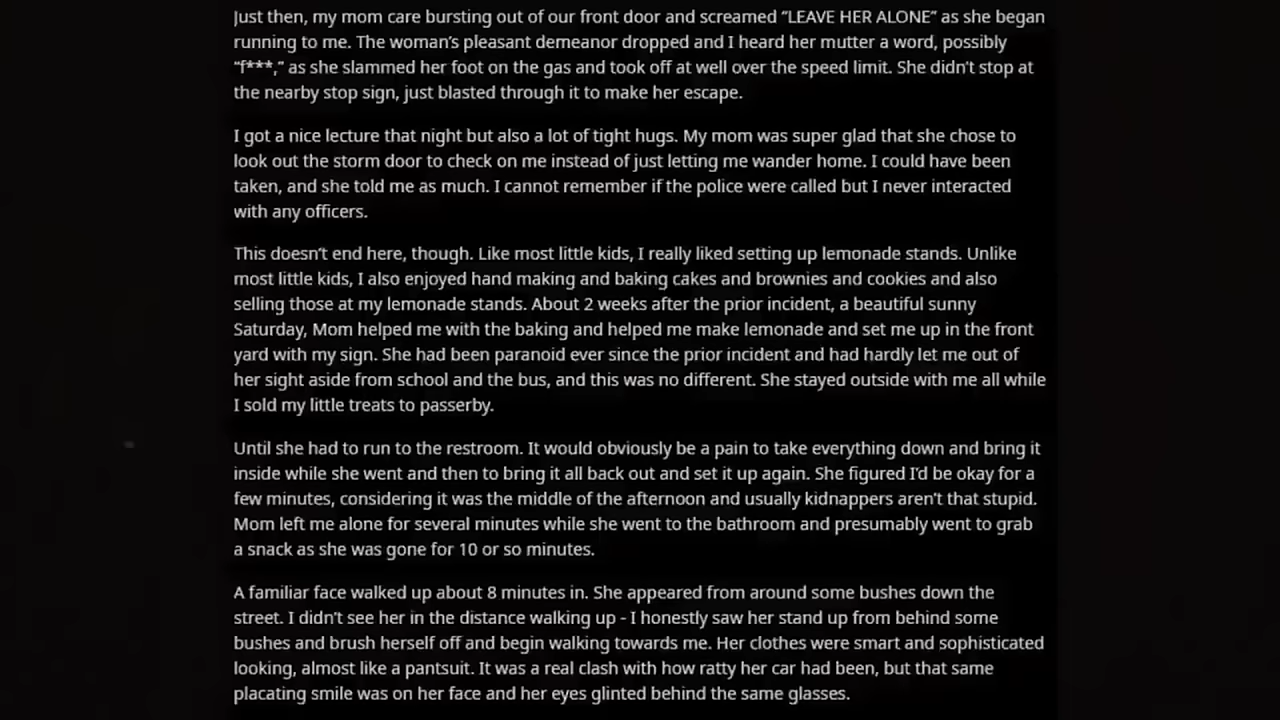 Just then, my mom care bursting out of our front door and screamed “LEAVE HER ALONE” as she began
running to me. The woman’s pleasant demeanor dropped and I heard her mutter a word, possibly
“f***,” as she slammed her foot on the gas and took off at well over the speed limit. She didn’t stop at
the nearby stop sign, just blasted through it to make her escape.
I got a nice lecture that night but also a lot of tight hugs. My mom was super glad that she chose to
look out the storm door to check on me instead of just letting me wander home. I could have been
taken, and she told me as much. I cannot remember if the police were called but I never interacted
with any officers.
This doesn’t end here, though. Like most little kids, I really liked setting up lemonade stands. Unlike
most little kids, I also enjoyed hand making and baking cakes and brownies and cookies and also
selling those at my lemonade stands. About 2 weeks after the prior incident, a beautiful sunny
Saturday, Mom helped me with the baking and helped me make lemonade and set me up in the front
yard with my sign. She had been paranoid ever since the prior incident and had hardly let me out of
her sight aside from school and the bus, and this was no different. She stayed outside with me all while
I sold my little treats to passerby.
Until she had to run to the restroom. It would obviously be a pain to take everything down and bring it
inside while she went and then to bring it all back out and set it up again. She figured I’d be okay for a
few minutes, considering it was the middle of the afternoon and usually kidnappers aren’t that stupid.
Mom left me alone for several minutes while she went to the bathroom and presumably went to grab
a snack as she was gone for 10 or so minutes.
A familiar face walked up about 8 minutes in. She appeared from around some bushes down the
street. I didn’t see her in the distance walking up - I honestly saw her stand up from behind some
bushes and brush herself off and begin walking towards me. Her clothes were smart and sophisticated
looking, almost like a pantsuit. It was a real clash with how ratty her car had been, but that same
placating smile was on her face and her eyes glinted behind the same glasses.